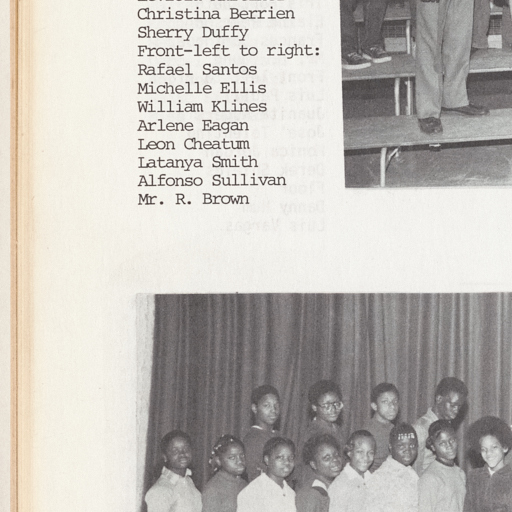 Christina Berrien
Sherry Duffy
Front-left to right:
Rafael Santos
Michelle Ellis
William Klines
Arlene Eagan
Leon Cheatum
Latanya Smith
Alfonso Sullivan
Mr. R. Brown